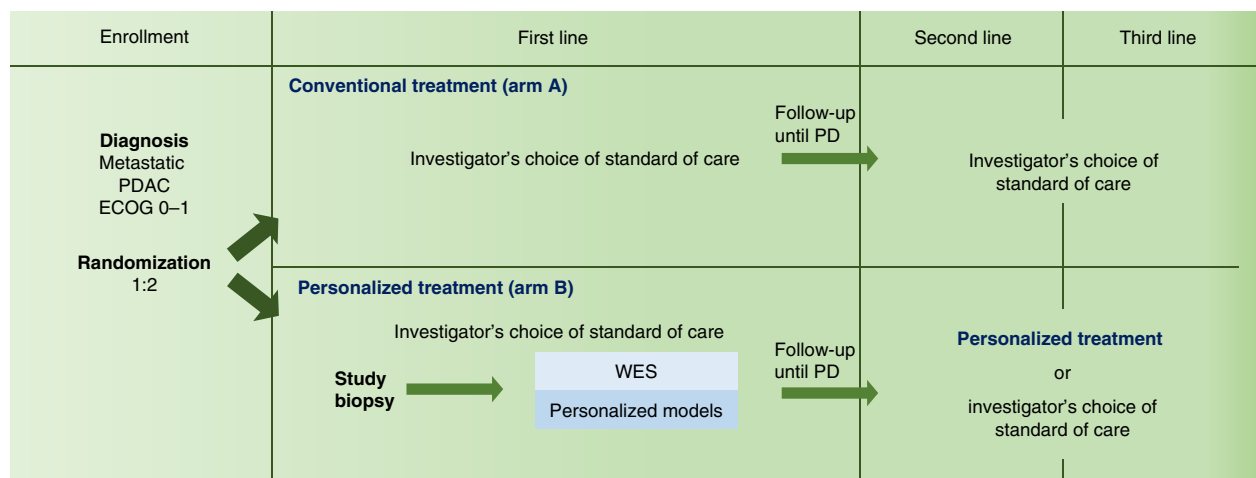 Enrollment
First line
Second line
Third line
Diagnosis
Metastatic
PDAC
ECOG 0–1
Randomization
1:2
Conventional treatment (arm A)
Investigator's choice of standard of care
Follow-up
until PD
Investigator's choice of
standard of care
Personalized treatment (arm B)
Investigator's choice of standard of care
Study
biopsy
WES
Personalized models
Follow-up
until PD
Personalized treatment
or
investigator's choice of
standard of care